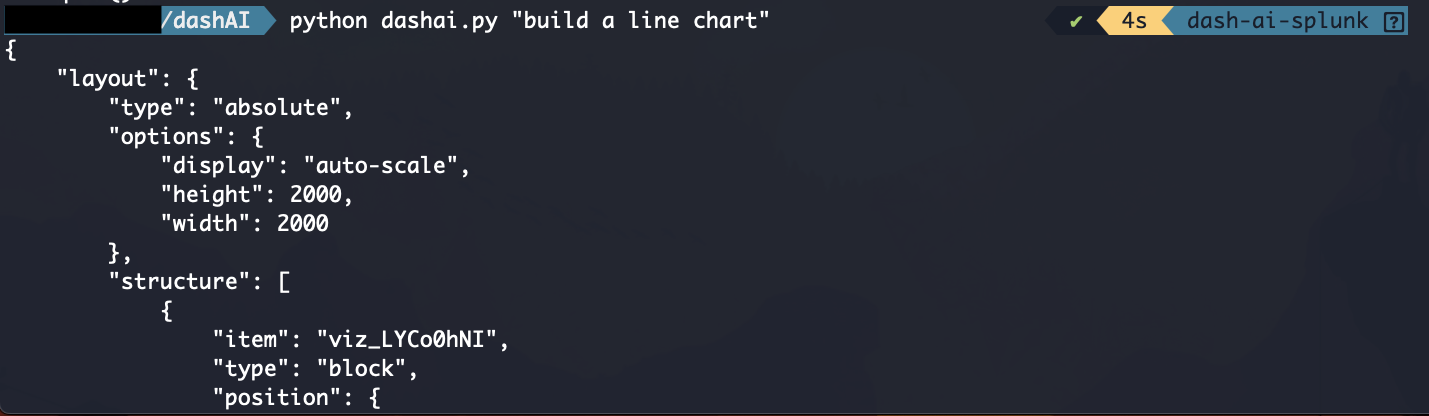 /dashAI python dashai.py "build a line chart" ✔ 4s dash-ai-splunk ?
{
    "layout": {
        "type": "absolute",
        "options": {
            "display": "auto-scale",
            "height": 2000,
            "width": 2000
        },
        "structure": [
            {
                "item": "viz_LYCo0hNI",
                "type": "block",
                "position": {